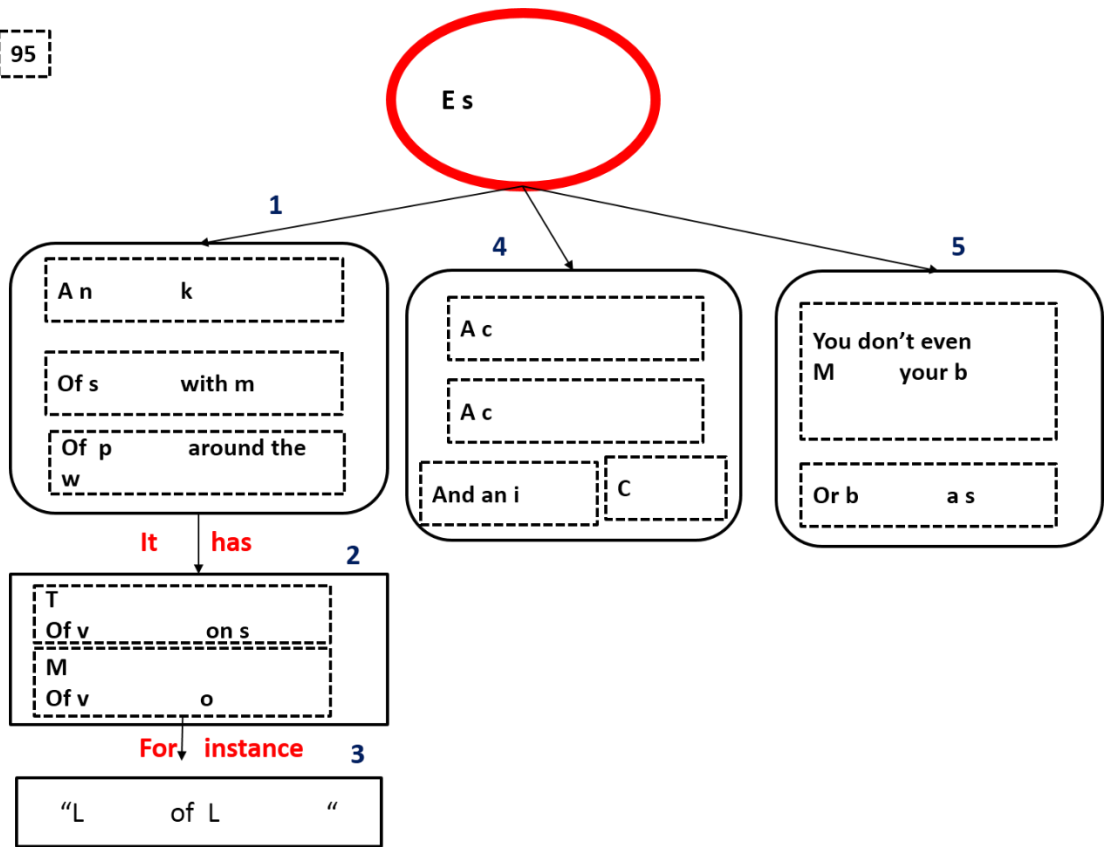 95
E s
1
A n k
Of s with m
Of p around the
w
It has
2
T
Of v on s
M
Of v o
For instance
3
“L of L “
4
A c
A c
And an i
C
5
You don’t even
M your b
Or b a s